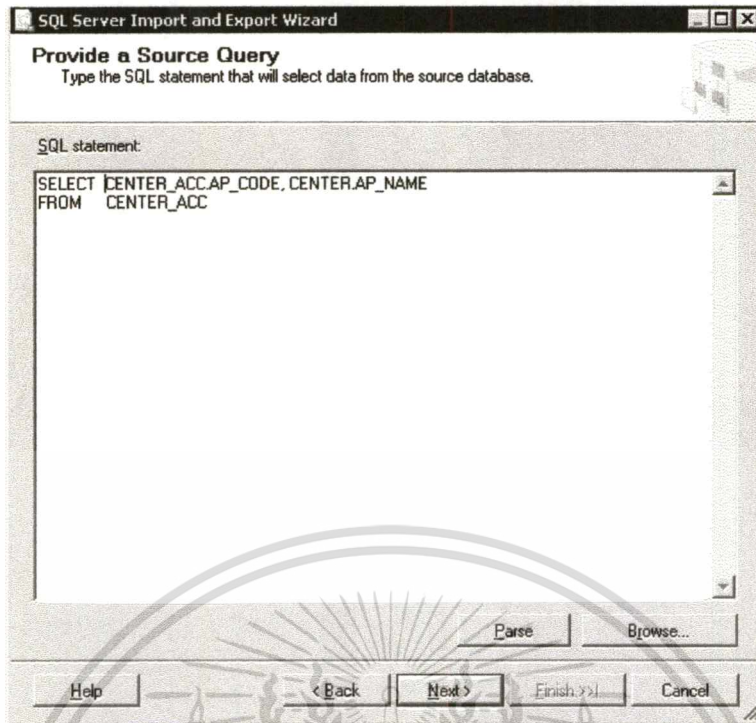 SQL Server Import and Export Wizard
Provide a Source Query
Type the SQL statement that will select data from the source database.
SQL statement:
SELECT CENTER_ACC.AP_CODE, CENTER.AP_NAME
FROM CENTER_ACC
Parse
Browse...
Help
< Back
Next >
Finish >>|
Cancel